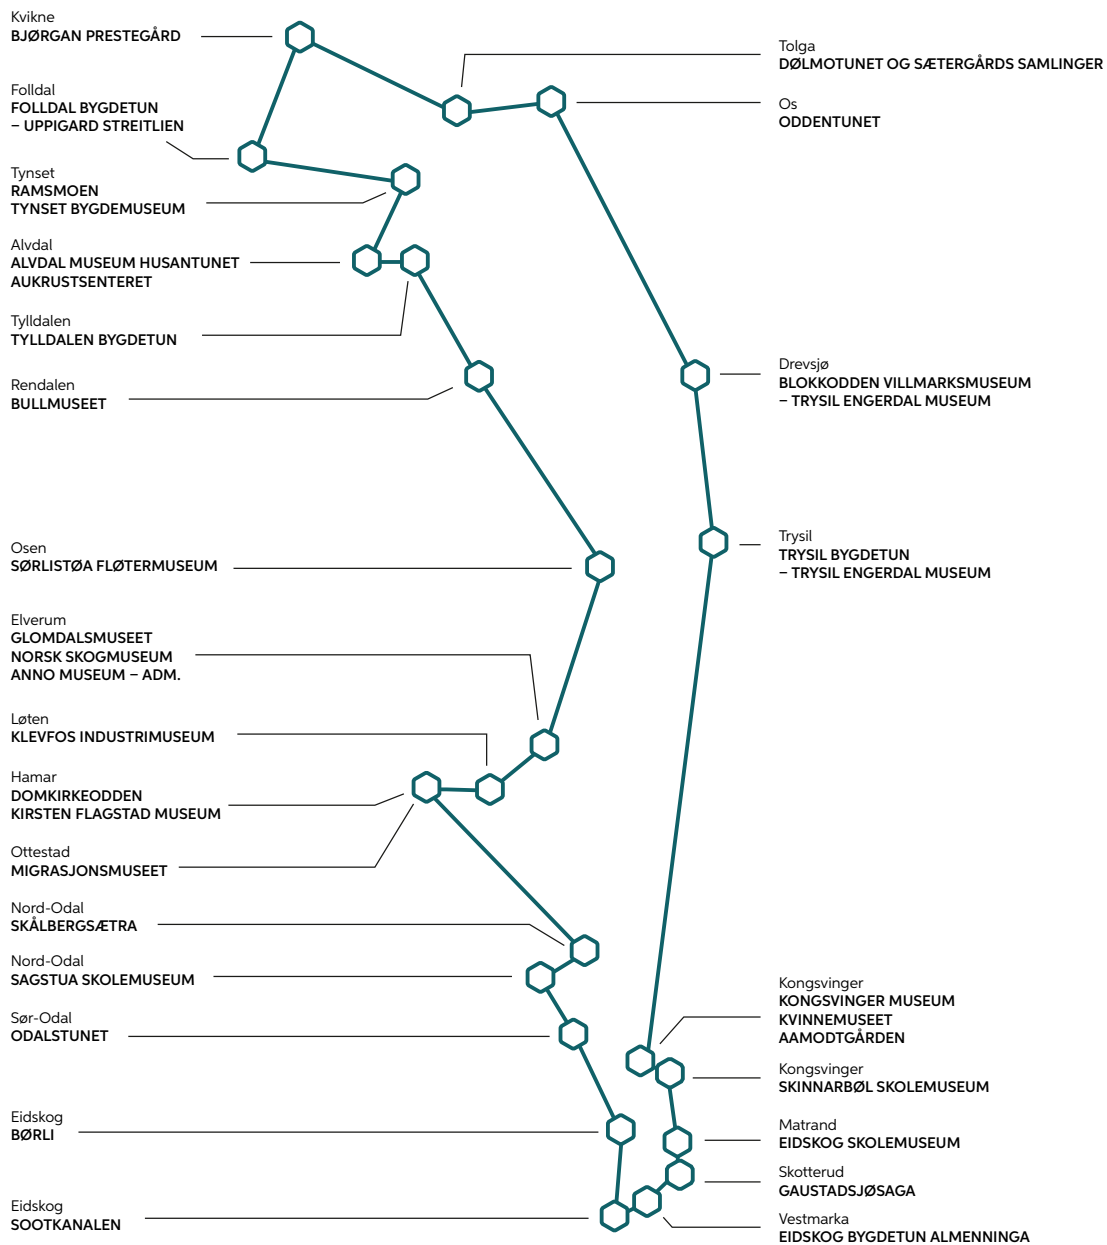 Kvikne
BJØRGAN PRESTEGÅRD
Folldal
FOLLDAL BYGDETUN
– UPPIGARD STREITLIEN
Tynset
RAMSMOEN
TYNSET BYGDEMUSEUM
Alvdal
ALVDAL MUSEUM HUSANTUNET
AUKRUSTSENTERET
Tylldalen
TYLLDALEN BYGDETUN
Rendalen
BULLMUSEET
Osen
SØRLISTØA FLØTERMUSEUM
Elverum
GLOMDALSMUSEET
NORSK SKOGMUSEUM
ANNO MUSEUM – ADM.
Løten
KLEVFOS INDUSTRIMUSEUM
Hamar
DOMKIRKEODDEN
KIRSTEN FLAGSTAD MUSEUM
Ottestad
MIGRASJONSMUSEET
Nord-Odal
SKÅLBERGSÆTRA
Nord-Odal
SAGSTUA SKOLEMUSEUM
Sør-Odal
ODALSTUNET
Eidskog
BØRLI
Eidskog
SOOTKANALEN
Tolga
DØLMOTUNET OG SÆTERGÅRDS SAMLINGER
Os
ODDENTUNET
Drevsjø
BLOKKODDEN VILLMARKSMUSEUM
– TRYSIL ENGERDAL MUSEUM
Trysil
TRYSIL BYGDETUN
– TRYSIL ENGERDAL MUSEUM
Kongsvinger
KONGSVINGER MUSEUM
KVINNEMUSEET
AAMODTGÅRDEN
Kongsvinger
SKINNARBØL SKOLEMUSEUM
Matrand
EIDSKOG SKOLEMUSEUM
Skotterud
GAUSTADSJØSAGA
Vestmarka
EIDSKOG BYGDETUN ALMENNINGA